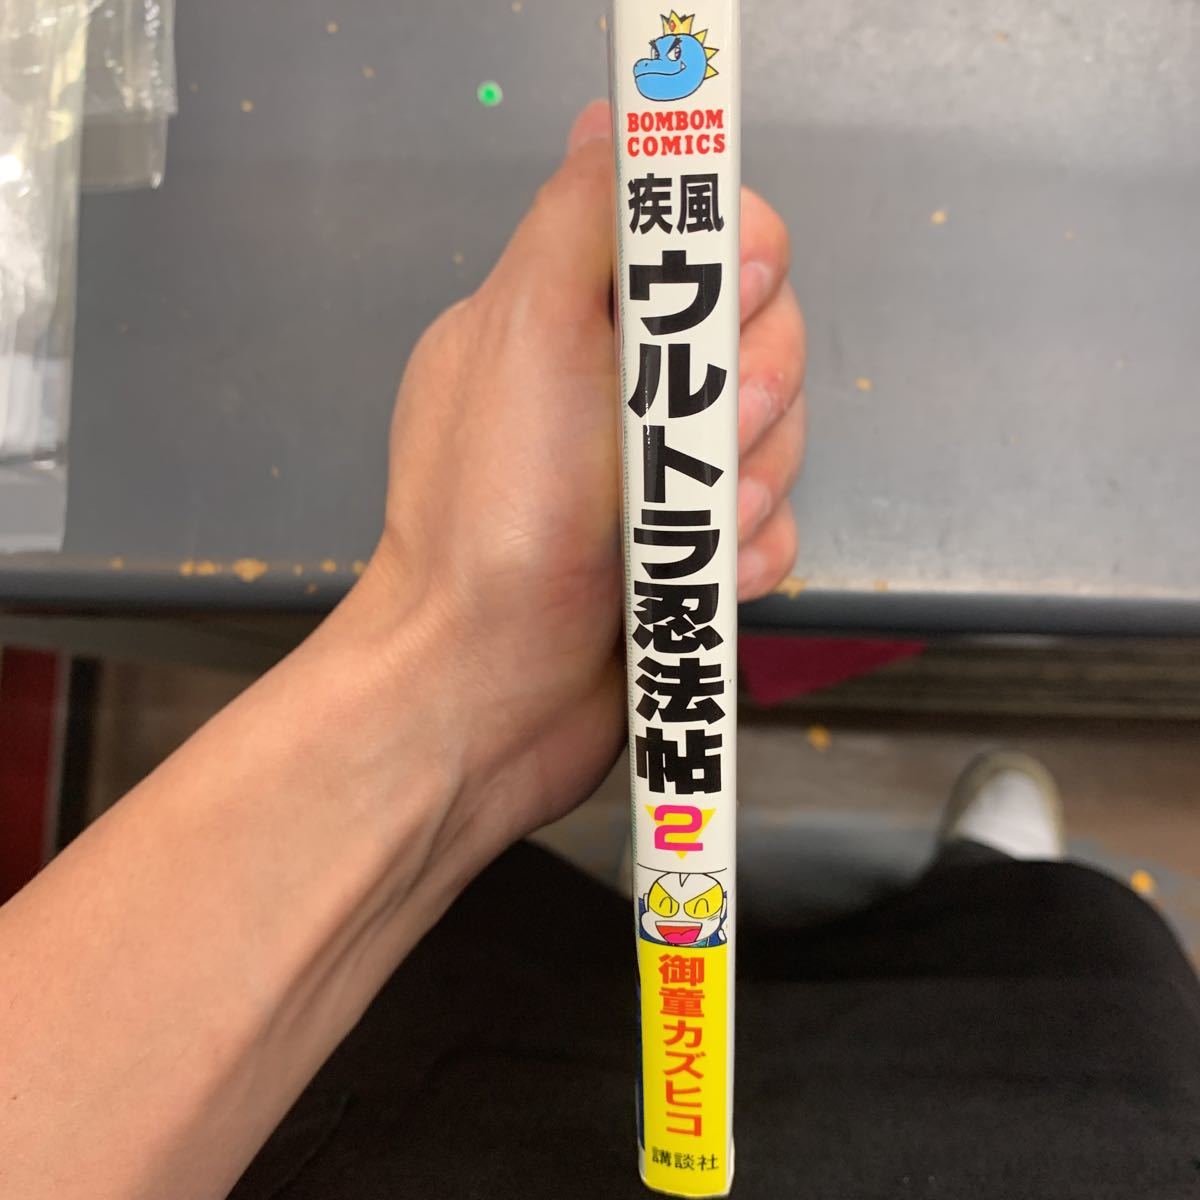 BOMBOM
COMICS
疾風
ウルトラ忍法帖
2
御童カズヒコ
講談社